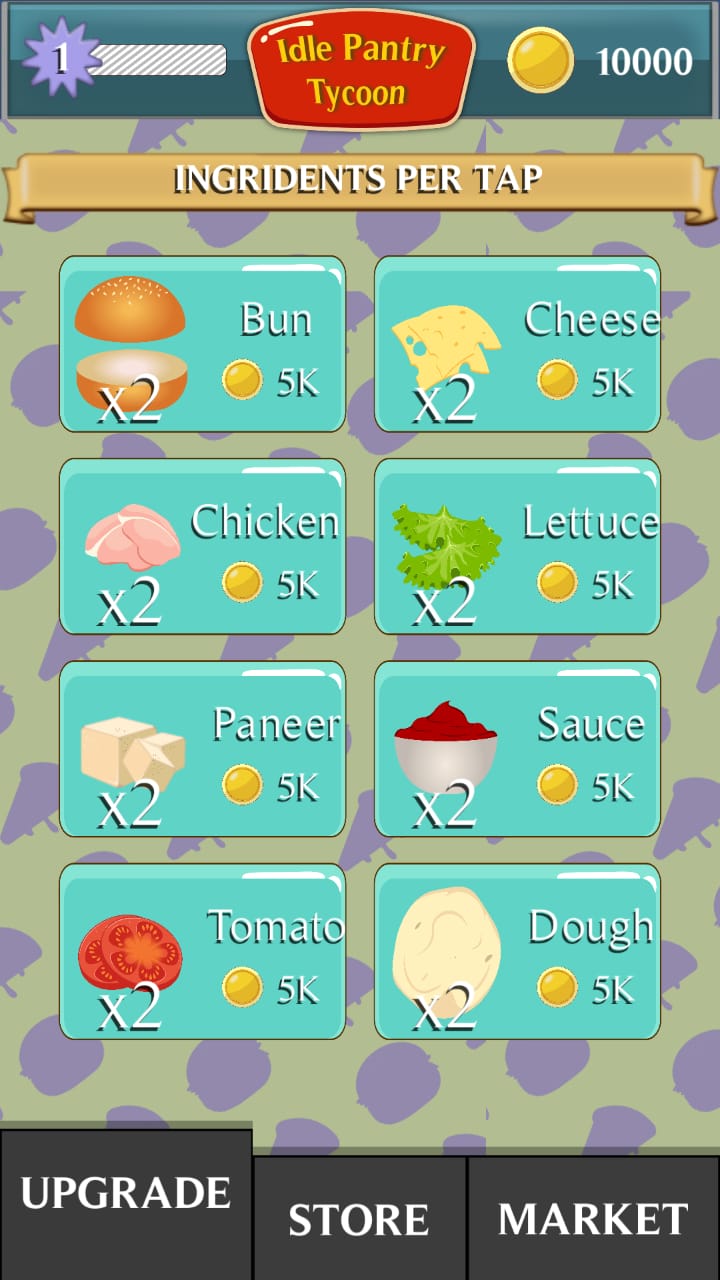 1
Idle Pantry
Tycoon
10000
INGRIDENTS PER TAP
Bun
x2
5K
Cheese
x2
5K
Chicken
x2
5K
Lettuce
x2
5K
Paneer
x2
5K
Sauce
x2
5K
Tomato
x2
5K
Dough
x2
5K
UPGRADE
STORE
MARKET